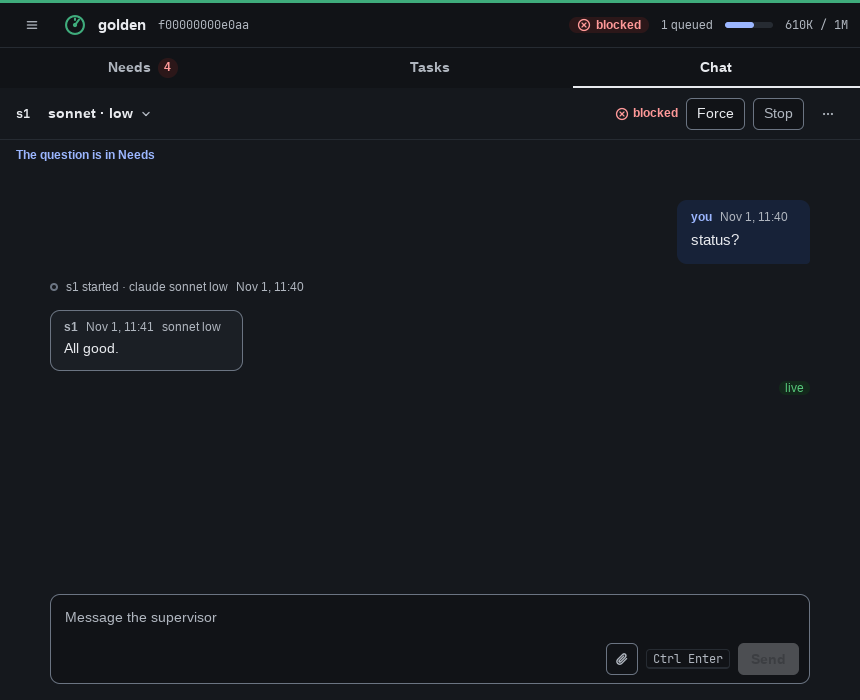 golden f00000000e0aa blocked 1 queued 610K / 1M
Needs 4 Tasks Chat
s1 sonnet · low blocked Force Stop ···
The question is in Needs
you Nov 1, 11:40
status?
s1 started · claude sonnet low Nov 1, 11:40
s1 Nov 1, 11:41 sonnet low
All good.
live
Message the supervisor
Ctrl Enter Send